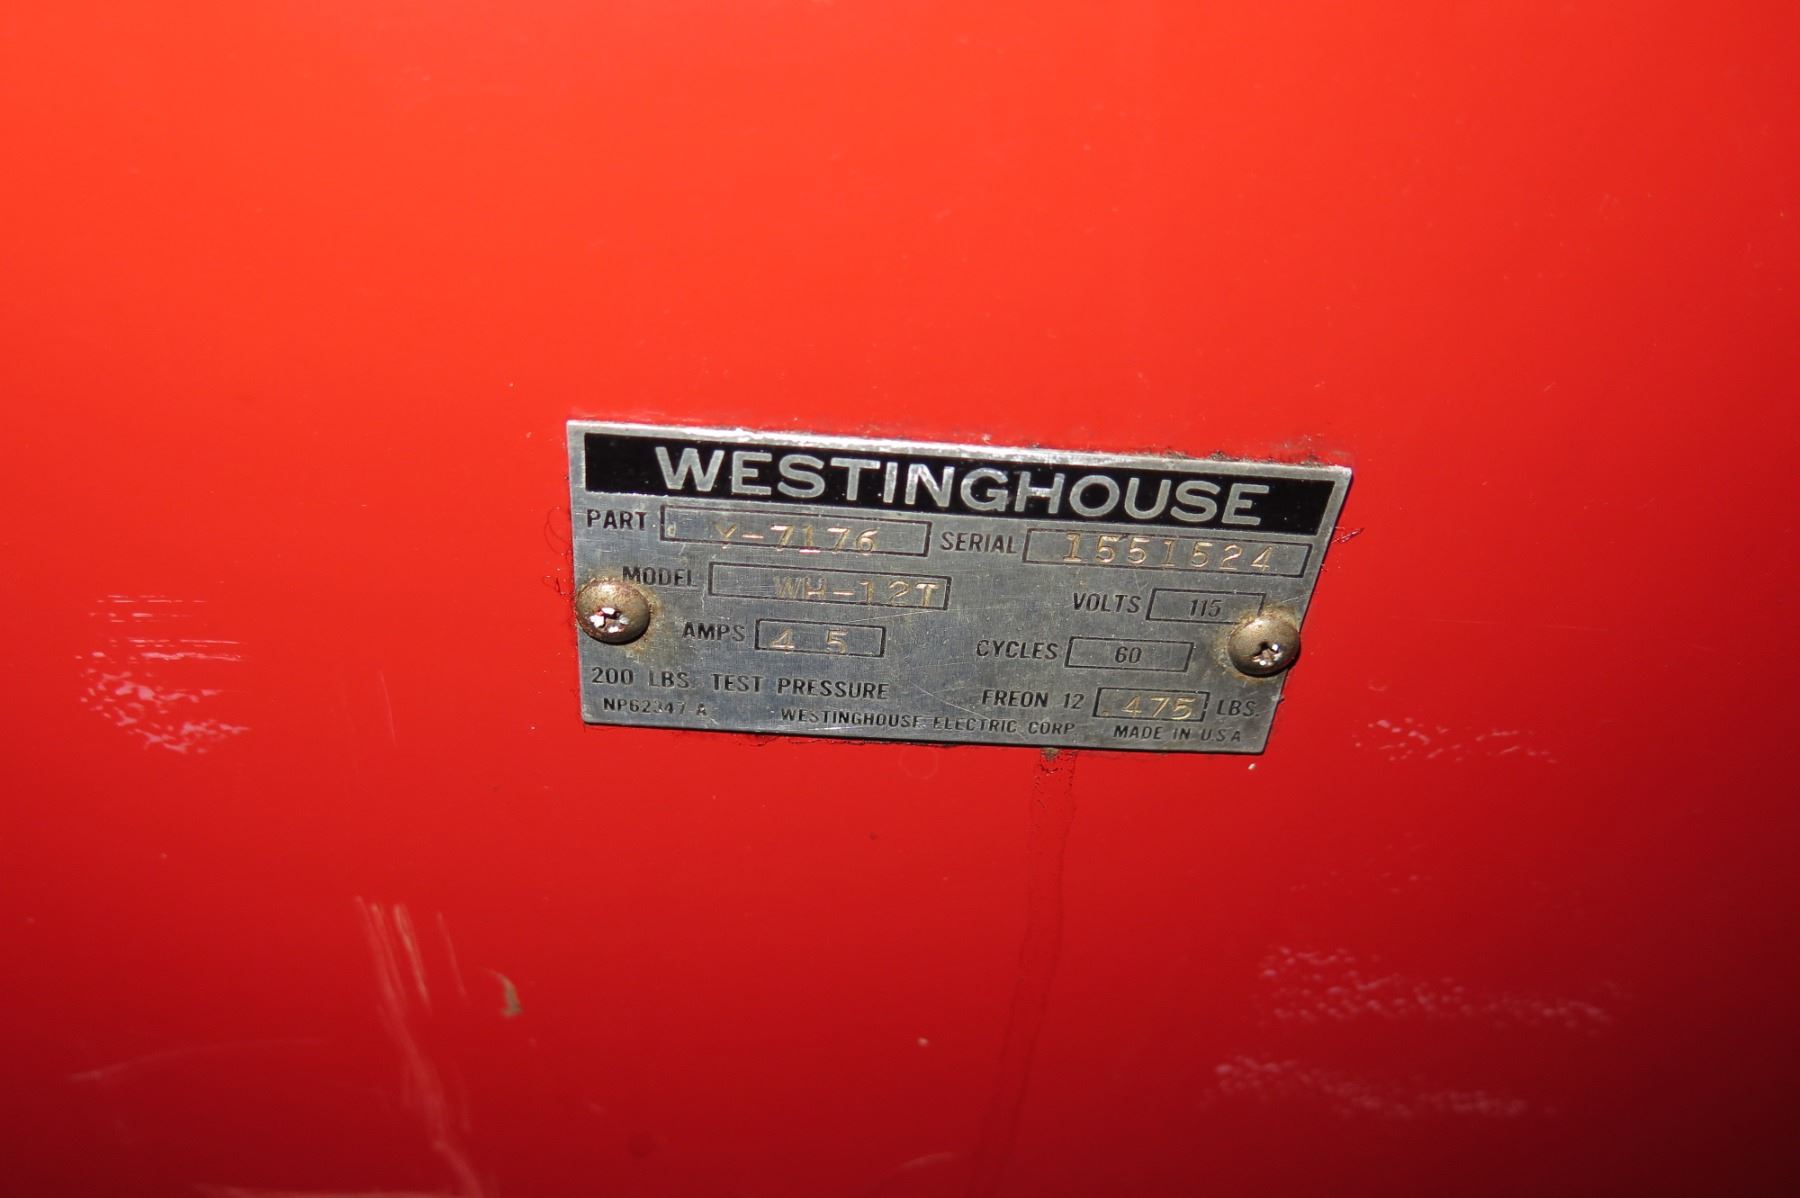 WESTINGHOUSE
PART Y-7176 SERIAL 1551524
MODEL WH-12T VOLTS 115
AMPS 4 5 CYCLES 60
200 LBS TEST PRESSURE FREON 12 .475 LBS.
NP62347-A WESTINGHOUSE ELECTRIC CORP. MADE IN U.S.A